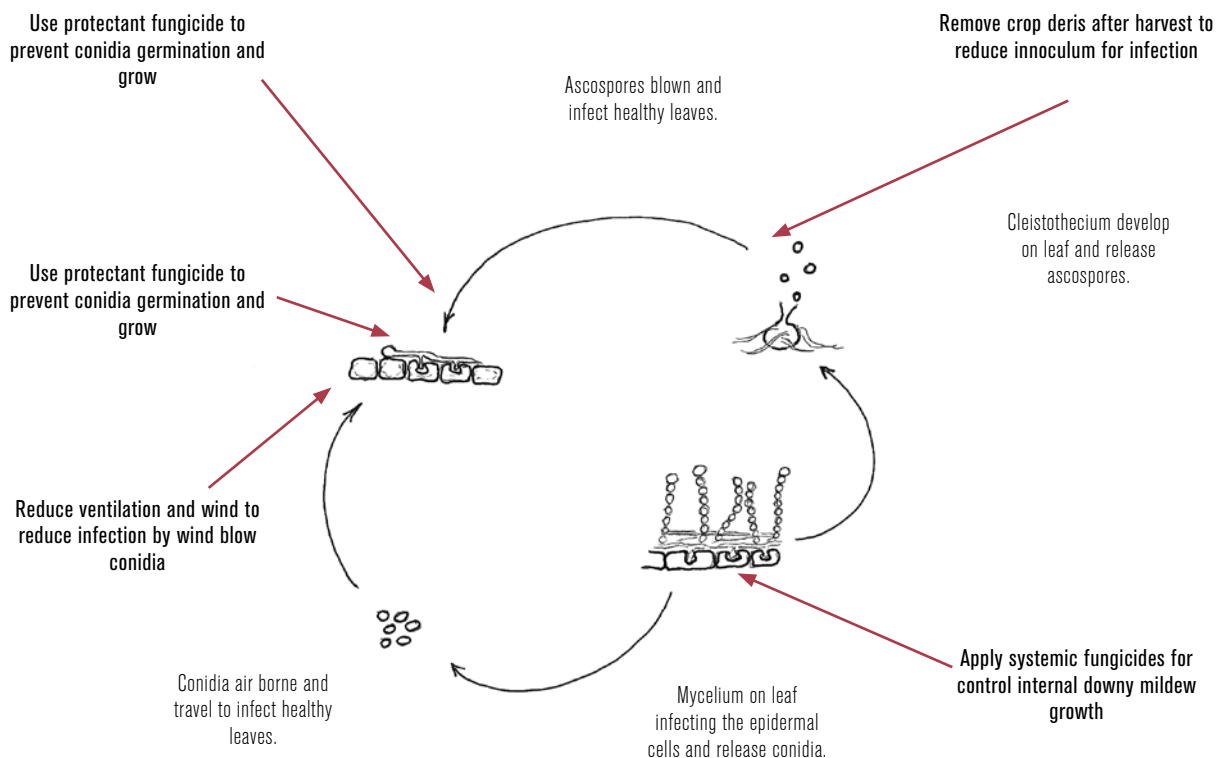 Use protectant fungicide to
prevent conidia germination and
grow
Remove crop deris after harvest to
reduce innoculum for infection
Ascospores blown and
infect healthy leaves.
Cleistothecium develop
on leaf and release
ascospores.
Use protectant fungicide to
prevent conidia germination and
grow
Reduce ventilation and wind to
reduce infection by wind blow
conidia
Conidia air borne and
travel to infect healthy
leaves.
Mycelium on leaf
infecting the epidermal
cells and release conidia.
Apply systemic fungicides for
control internal downy mildew
growth